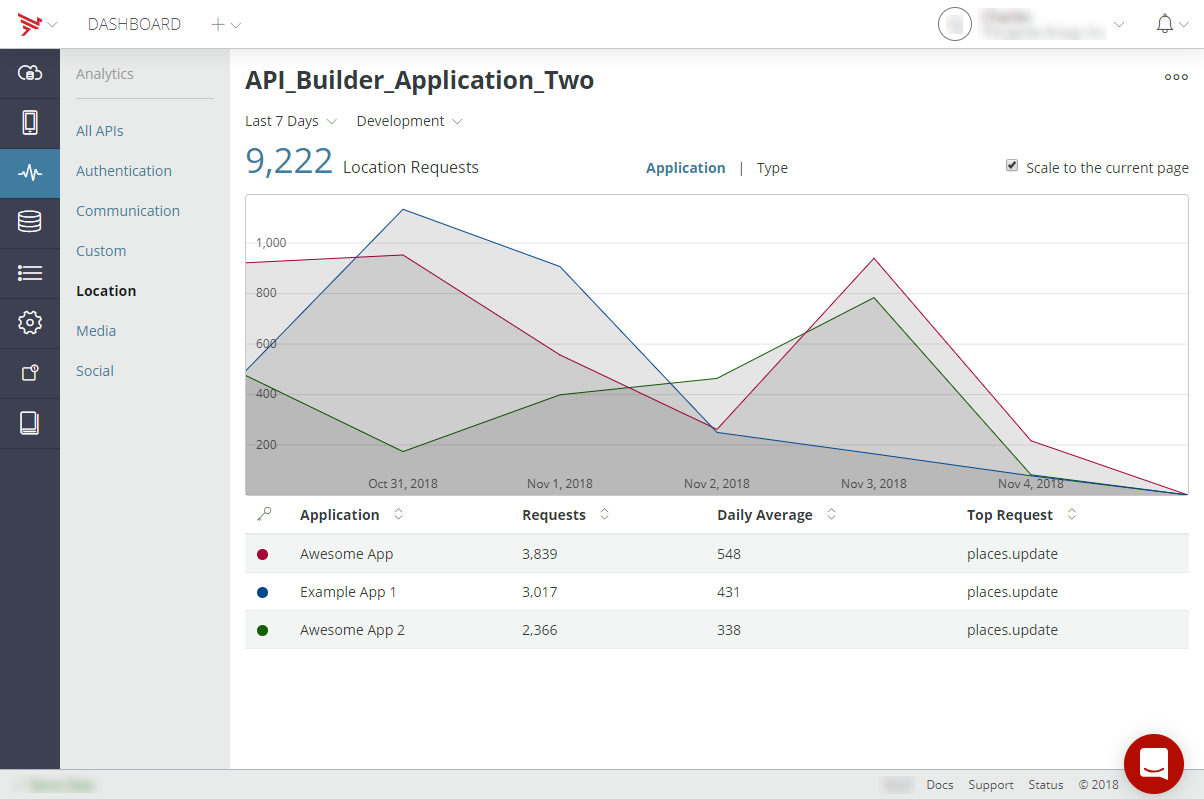 DASHBOARD
Analytics
All APIs
Authentication
Communication
Custom
Location
Media
Social
API_Builder_Application_Two
Last 7 Days Development
9,222 Location Requests Application | Type Scale to the current page
1,000
800
600
400
200
Oct 31, 2018 Nov 1, 2018 Nov 2, 2018 Nov 3, 2018 Nov 4, 2018
Application Requests Daily Average Top Request
Awesome App 3,839 548 places.update
Example App 1 3,017 431 places.update
Awesome App 2 2,366 338 places.update
Docs Support Status © 2018